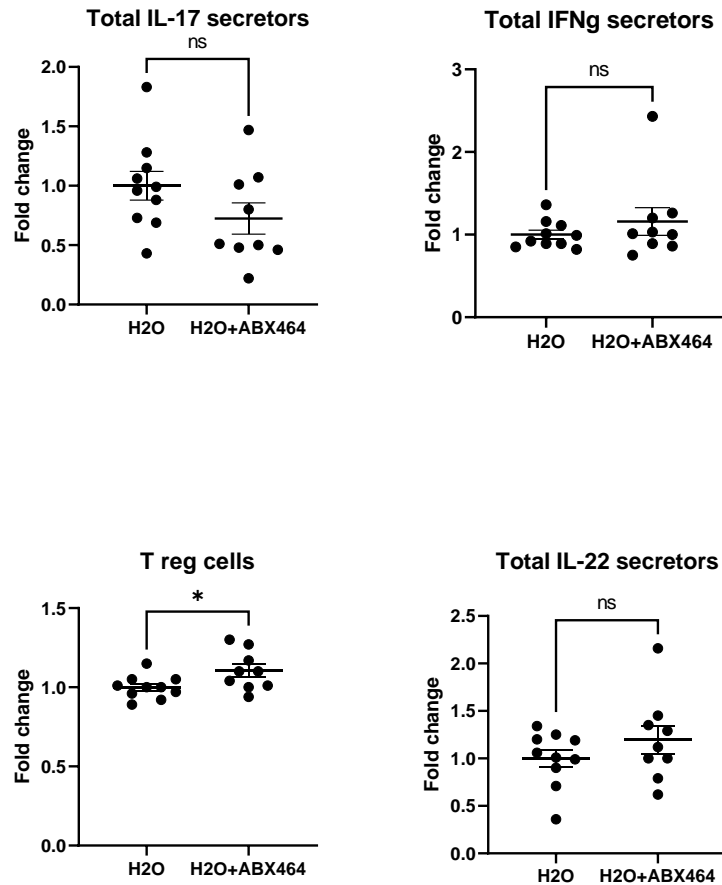 Total IL-17 secretors
ns
2.0
1.5
1.0
0.5
0.0
Fold change
H2O H2O+ABX464
Total IFNg secretors
ns
3
2
1
0
Fold change
H2O H2O+ABX464
T reg cells
*
1.5
1.0
0.5
0.0
Fold change
H2O H2O+ABX464
Total IL-22 secretors
ns
2.5
2.0
1.5
1.0
0.5
0.0
Fold change
H2O H2O+ABX464